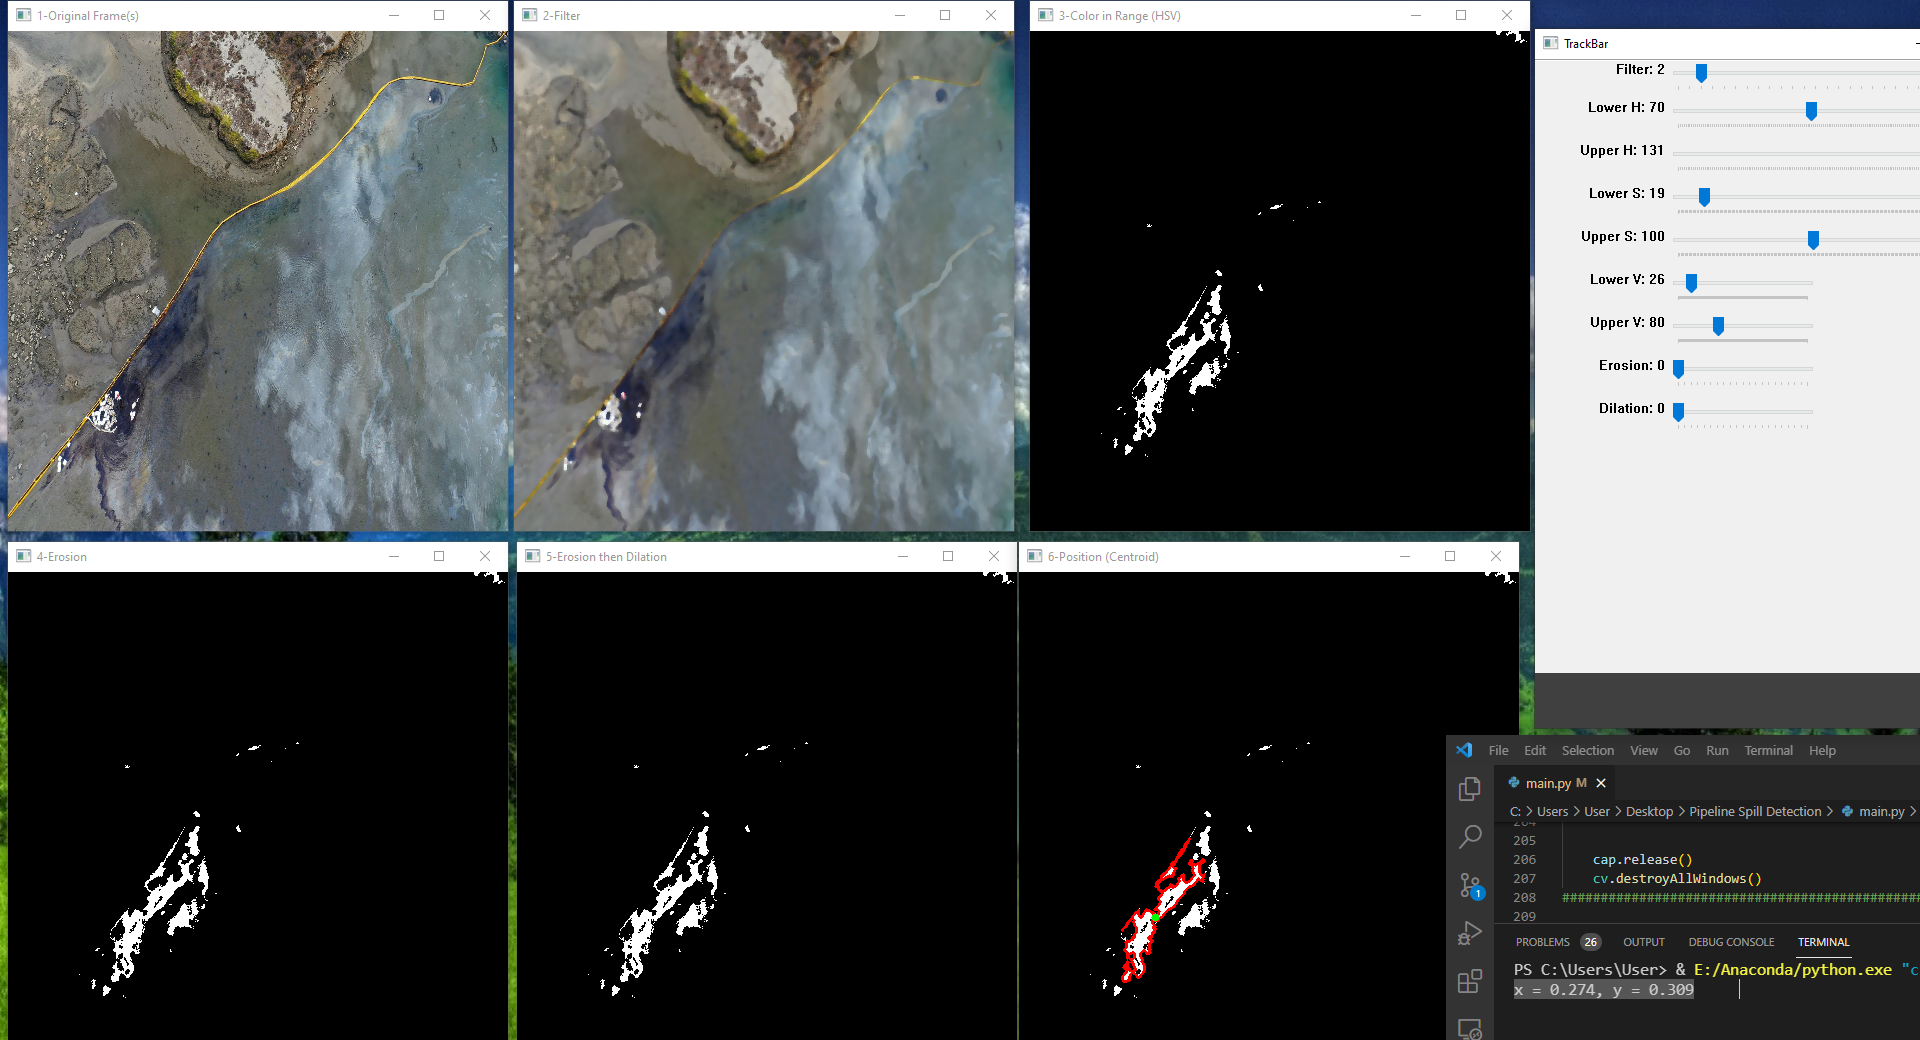 1-Original Frame(s)
2-Filter
3-Color in Range (HSV)
TrackBar
Filter: 2
Lower H: 70
Upper H: 131
Lower S: 19
Upper S: 100
Lower V: 26
Upper V: 80
Erosion: 0
Dilation: 0
4-Erosion
5-Erosion then Dilation
6-Position (Centroid)
File Edit Selection View Go Run Terminal Help
main.py M
C: > Users > User > Desktop > Pipeline Spill Detection > main.py >
204
205
206 cap.release()
207 cv.destroyAllWindows()
208 ################################################
209
1
PROBLEMS 26 OUTPUT DEBUG CONSOLE TERMINAL
PS C:\Users\User> & E:/Anaconda/python.exe "c
x = 0.274, y = 0.309